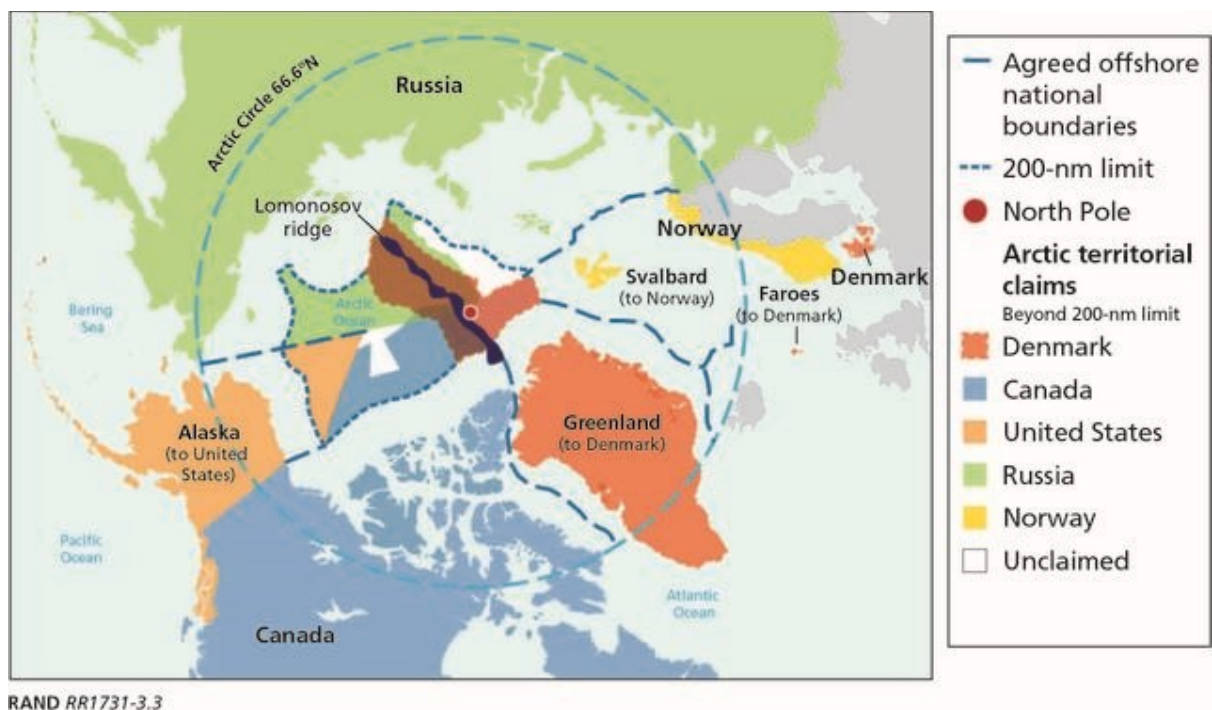 Arctic Circle 66.6°N
Russia
Lomonosov
ridge
Norway
Svalbard
(to Norway)
Denmark
Faroes
(to Denmark)
Bering
Sea
Arctic
Ocean
Alaska
(to United
States)
Greenland
(to Denmark)
Pacific
Ocean
Atlantic
Ocean
Canada
Agreed offshore
national
boundaries
200-nm limit
North Pole
Arctic territorial
claims
Beyond 200-nm limit
Denmark
Canada
United States
Russia
Norway
Unclaimed
RAND RR1731-3.3